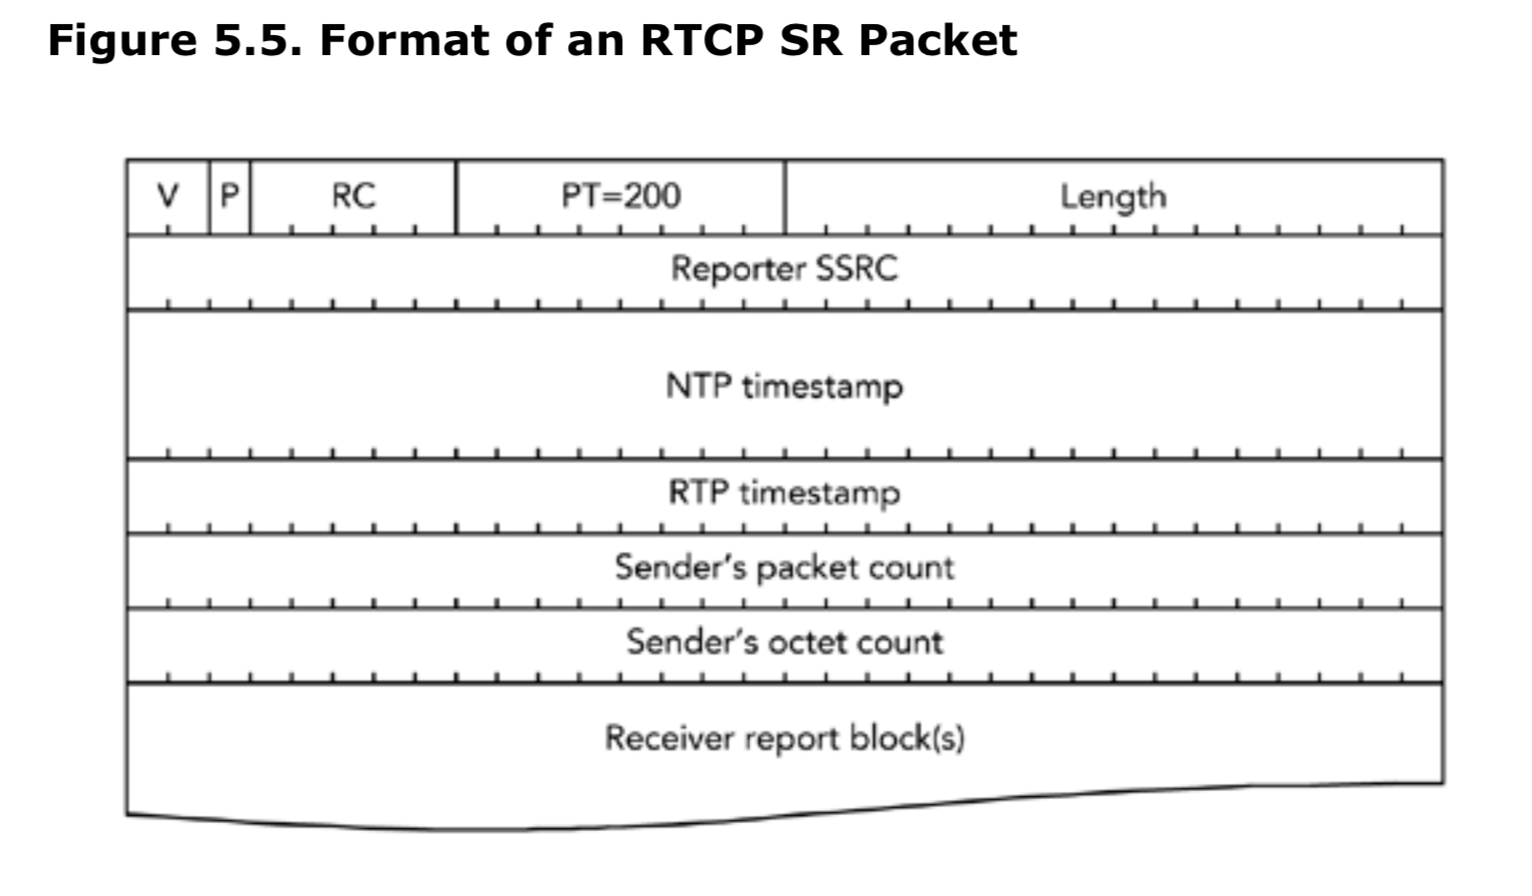 Figure 5.5. Format of an RTCP SR Packet
V P RC PT=200 Length
Reporter SSRC
NTP timestamp
RTP timestamp
Sender’s packet count
Sender’s octet count
Receiver report block(s)